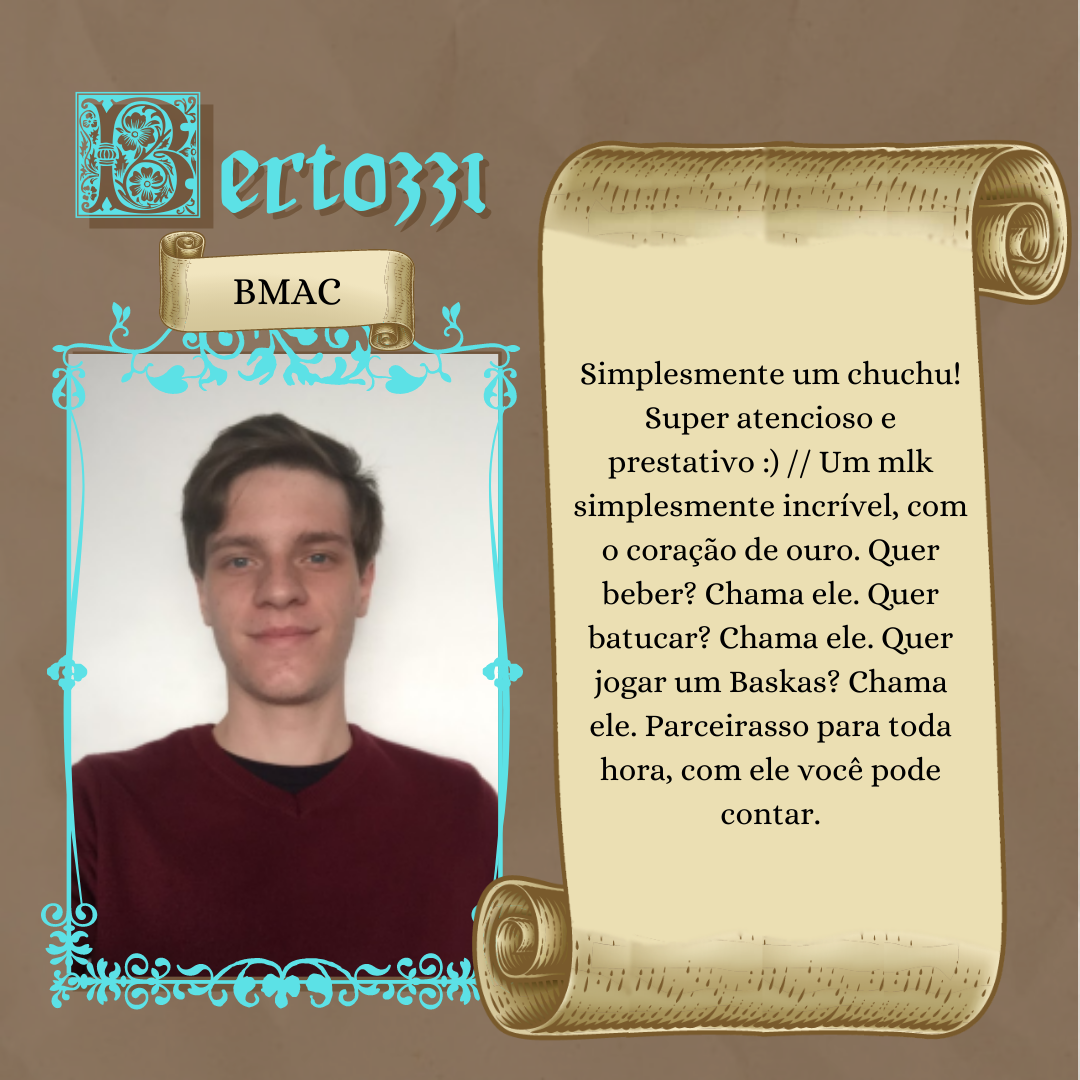 Bertozzi
BMAC
Simplesmente um chuchu!
Super atencioso e
prestativo :) // Um mlk
simplesmente incrível, com
o coração de ouro. Quer
beber? Chama ele. Quer
batucar? Chama ele. Quer
jogar um Baskas? Chama
ele. Parceirasso para toda
hora, com ele você pode
contar.